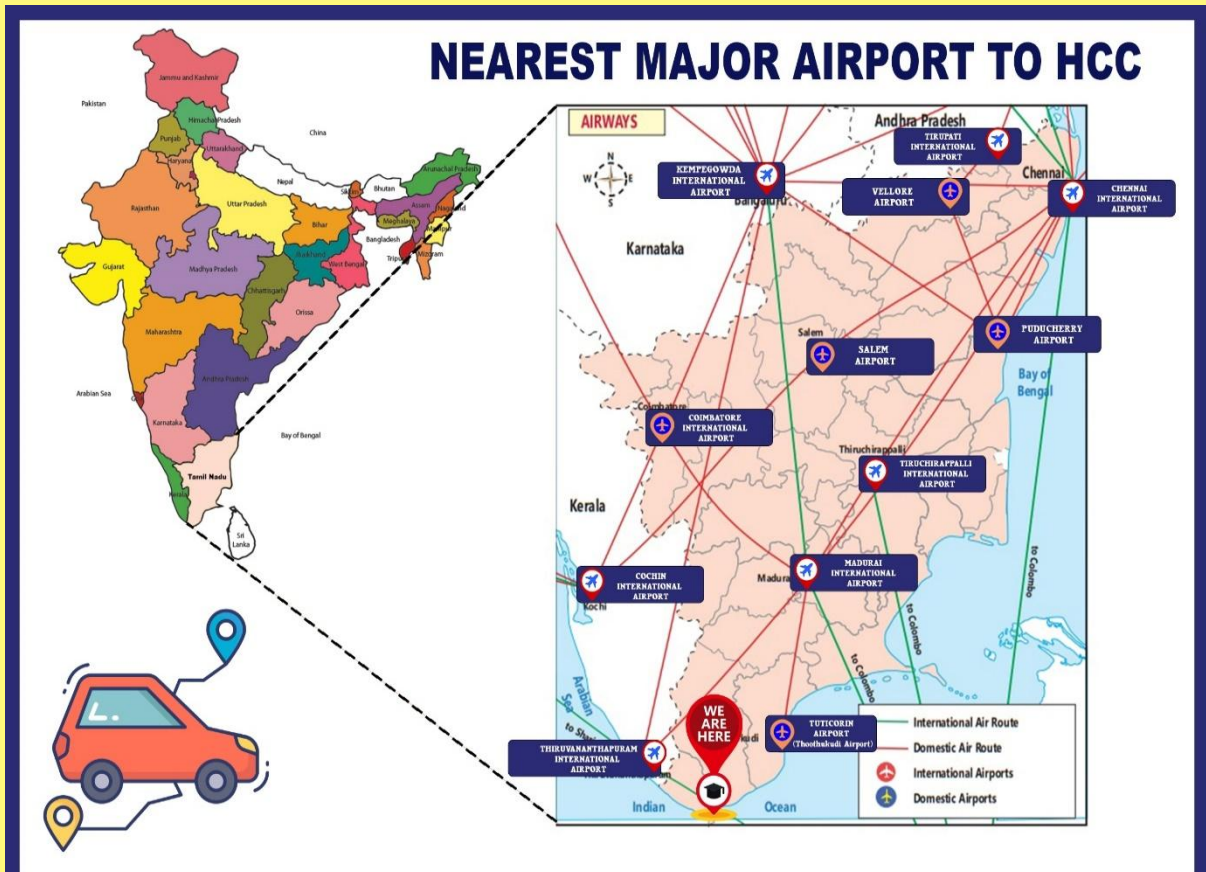 NEAREST MAJOR AIRPORT TO HCC
Jammu and Kashmir
Pakistan
Himachal Pradesh
Punjab
China
Uttarakhand
Haryana
Arunachal Pradesh
Nepal
Sikkim
Bhutan
Rajasthan
Uttar Pradesh
Assam
Nagaland
Bihar
Meghalaya
Manipur
Bangladesh
Jharkhand
Tripura
Mizoram
Gujarat
Madhya Pradesh
West Bengal
Chhattisgarh
Orissa
Maharashtra
Arabian Sea
Andhra Pradesh
Karnataka
Bay of Bengal
Tamil Nadu
Kerala
Sri
Lanka
AIRWAYS
N
W
E
S
Andhra Pradesh
TIRUPATI
INTERNATIONAL
AIRPORT
KEMPEGOWDA
INTERNATIONAL
AIRPORT
Bangaluru
VELLORE
AIRPORT
Chennai
CHENNAI
INTERNATIONAL
AIRPORT
Karnataka
Salem
SALEM
AIRPORT
PUDUCHERRY
AIRPORT
Bay of
Bengal
Coimbatore
COIMBATORE
INTERNATIONAL
AIRPORT
Thiruchirappalli
TIRUCHIRAPPALLI
INTERNATIONAL
AIRPORT
Kerala
COCHIN
INTERNATIONAL
AIRPORT
Kochi
Madura
MADURAI
INTERNATIONAL
AIRPORT
to Colombo
to Colombo
to Colombo
Arabian
Sea
WE
ARE
HERE
TUTICORIN
AIRPORT
(Thoothukudi Airport)
THIRUVANANTHAPURAM
INTERNATIONAL
AIRPORT
Indian
Ocean
International Air Route
Domestic Air Route
International Airports
Domestic Airports